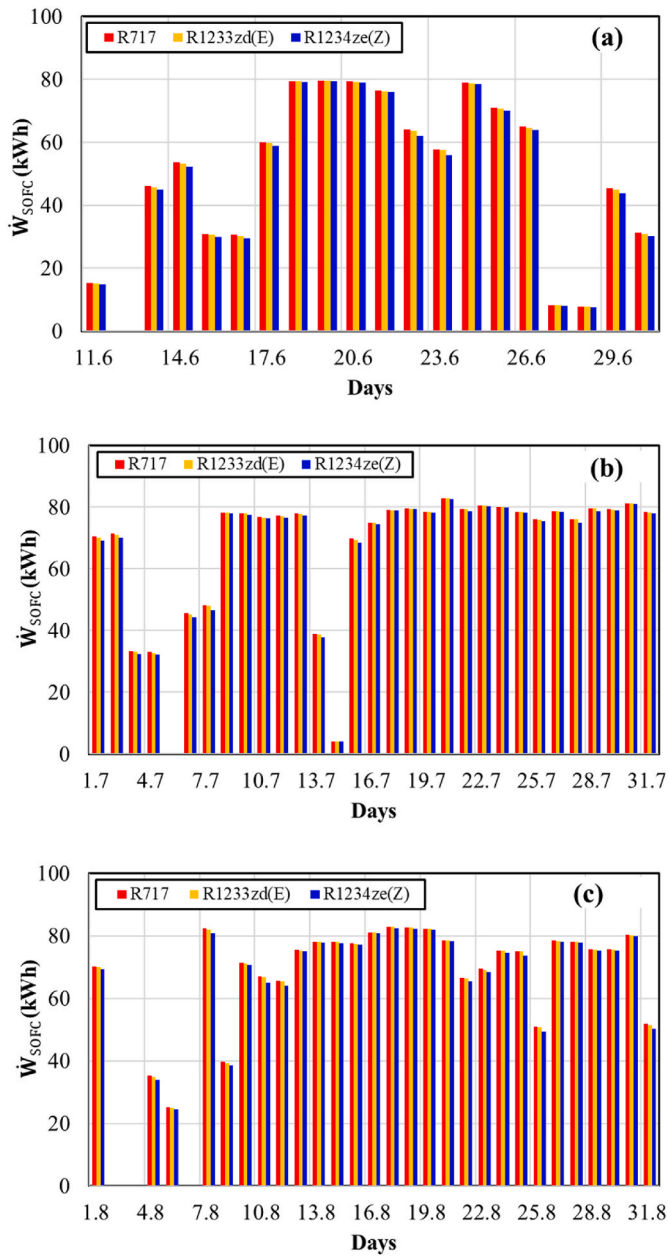 100
R717 R1233zd(E) R1234ze(Z)
(a)
80
60
40
20
0
ẆSOFC (kWh)
11.6 14.6 17.6 20.6 23.6 26.6 29.6
Days
100
R717 R1233zd(E) R1234ze(Z)
(b)
80
60
40
20
0
ẆSOFC (kWh)
1.7 4.7 7.7 10.7 13.7 16.7 19.7 22.7 25.7 28.7 31.7
Days
100
R717 R1233zd(E) R1234ze(Z)
(c)
80
60
40
20
0
ẆSOFC (kWh)
1.8 4.8 7.8 10.8 13.8 16.8 19.8 22.8 25.8 28.8 31.8
Days